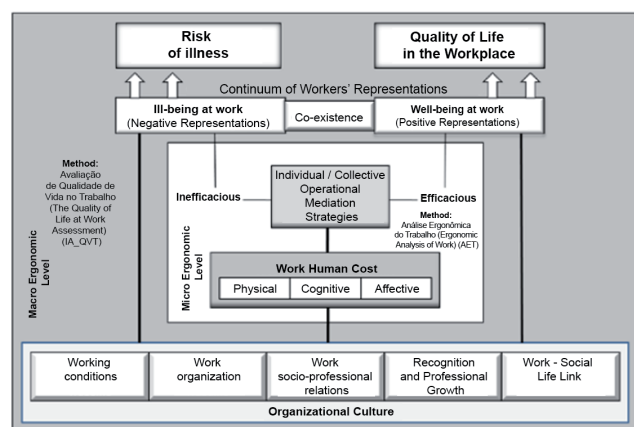 Risk
of illness
Quality of Life
in the Workplace
Continuum of Workers' Representations
Ill-being at work
(Negative Representations)
Co-existence
Well-being at work
(Positive Representations)
Method:
Avaliação
de Qualidade de
Vida no Trabalho
(The Quality of
Life at Work
Assessment)
(IA_QVT)
Macro Ergonomic
Level
Micro Ergonomic
Level
Inefficacious
Individual / Collective
Operational
Mediation
Strategies
Efficacious
Method:
Análise Ergonômica
do Trabalho (Ergonomic
Analysis of Work) (AET)
Work Human Cost
Physical
Cognitive
Affective
Working
conditions
Work
organization
Work
socio-professional
relations
Recognition
and Professional
Growth
Work - Social
Life Link
Organizational Culture